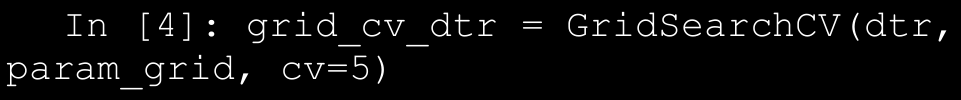 In [4]: grid_cv_dtr = GridSearchCV(dtr,
param_grid, cv=5)